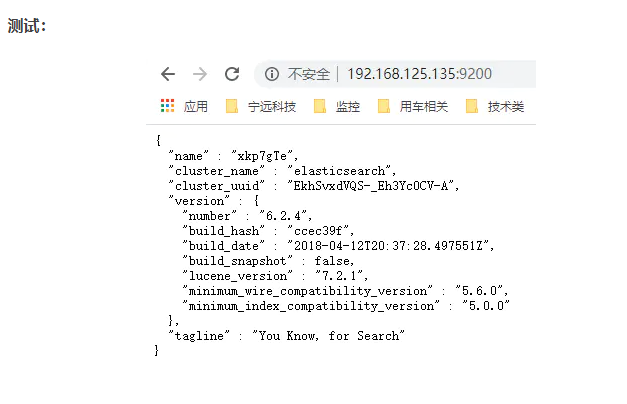 测试：
不安全 | 192.168.125.135:9200
应用 宁远科技 监控 用车相关 技术类
{
"name" : "xkp7gTe",
"cluster_name" : "elasticsearch",
"cluster_uuid" : "EkhSvxdVQS-_Eh3YcOCV-A",
"version" : {
"number" : "6.2.4",
"build_hash" : "ccec39f",
"build_date" : "2018-04-12T20:37:28.497551Z",
"build_snapshot" : false,
"lucene_version" : "7.2.1",
"minimum_wire_compatibility_version" : "5.6.0",
"minimum_index_compatibility_version" : "5.0.0"
},
"tagline" : "You Know, for Search"
}